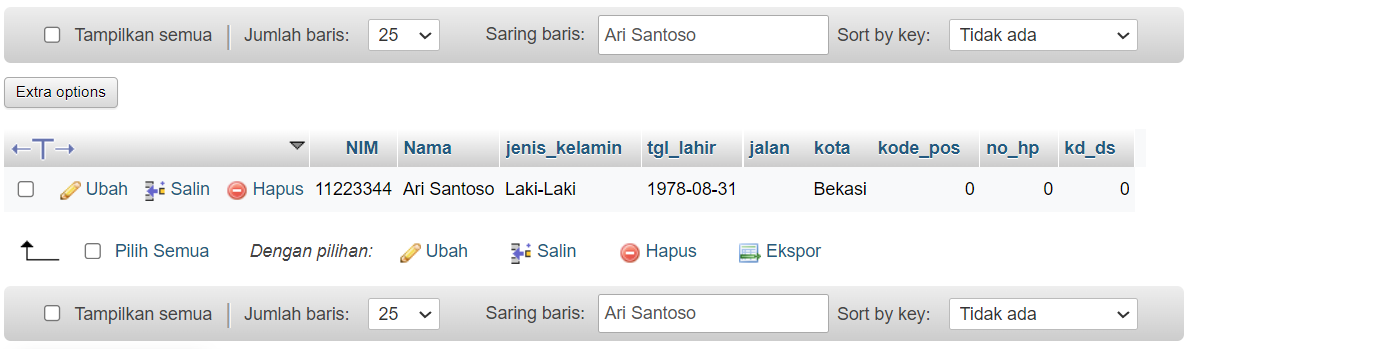 Tampilkan semua Jumlah baris: 25 Saring baris: Ari Santoso Sort by key: Tidak ada
Extra options
NIM Nama jenis_kelamin tgl_lahir jalan kota kode_pos no_hp kd_ds
Ubah Salin Hapus 11223344 Ari Santoso Laki-Laki 1978-08-31 Bekasi 0 0 0
Pilih Semua Dengan pilihan: Ubah Salin Hapus Ekspor
Tampilkan semua Jumlah baris: 25 Saring baris: Ari Santoso Sort by key: Tidak ada